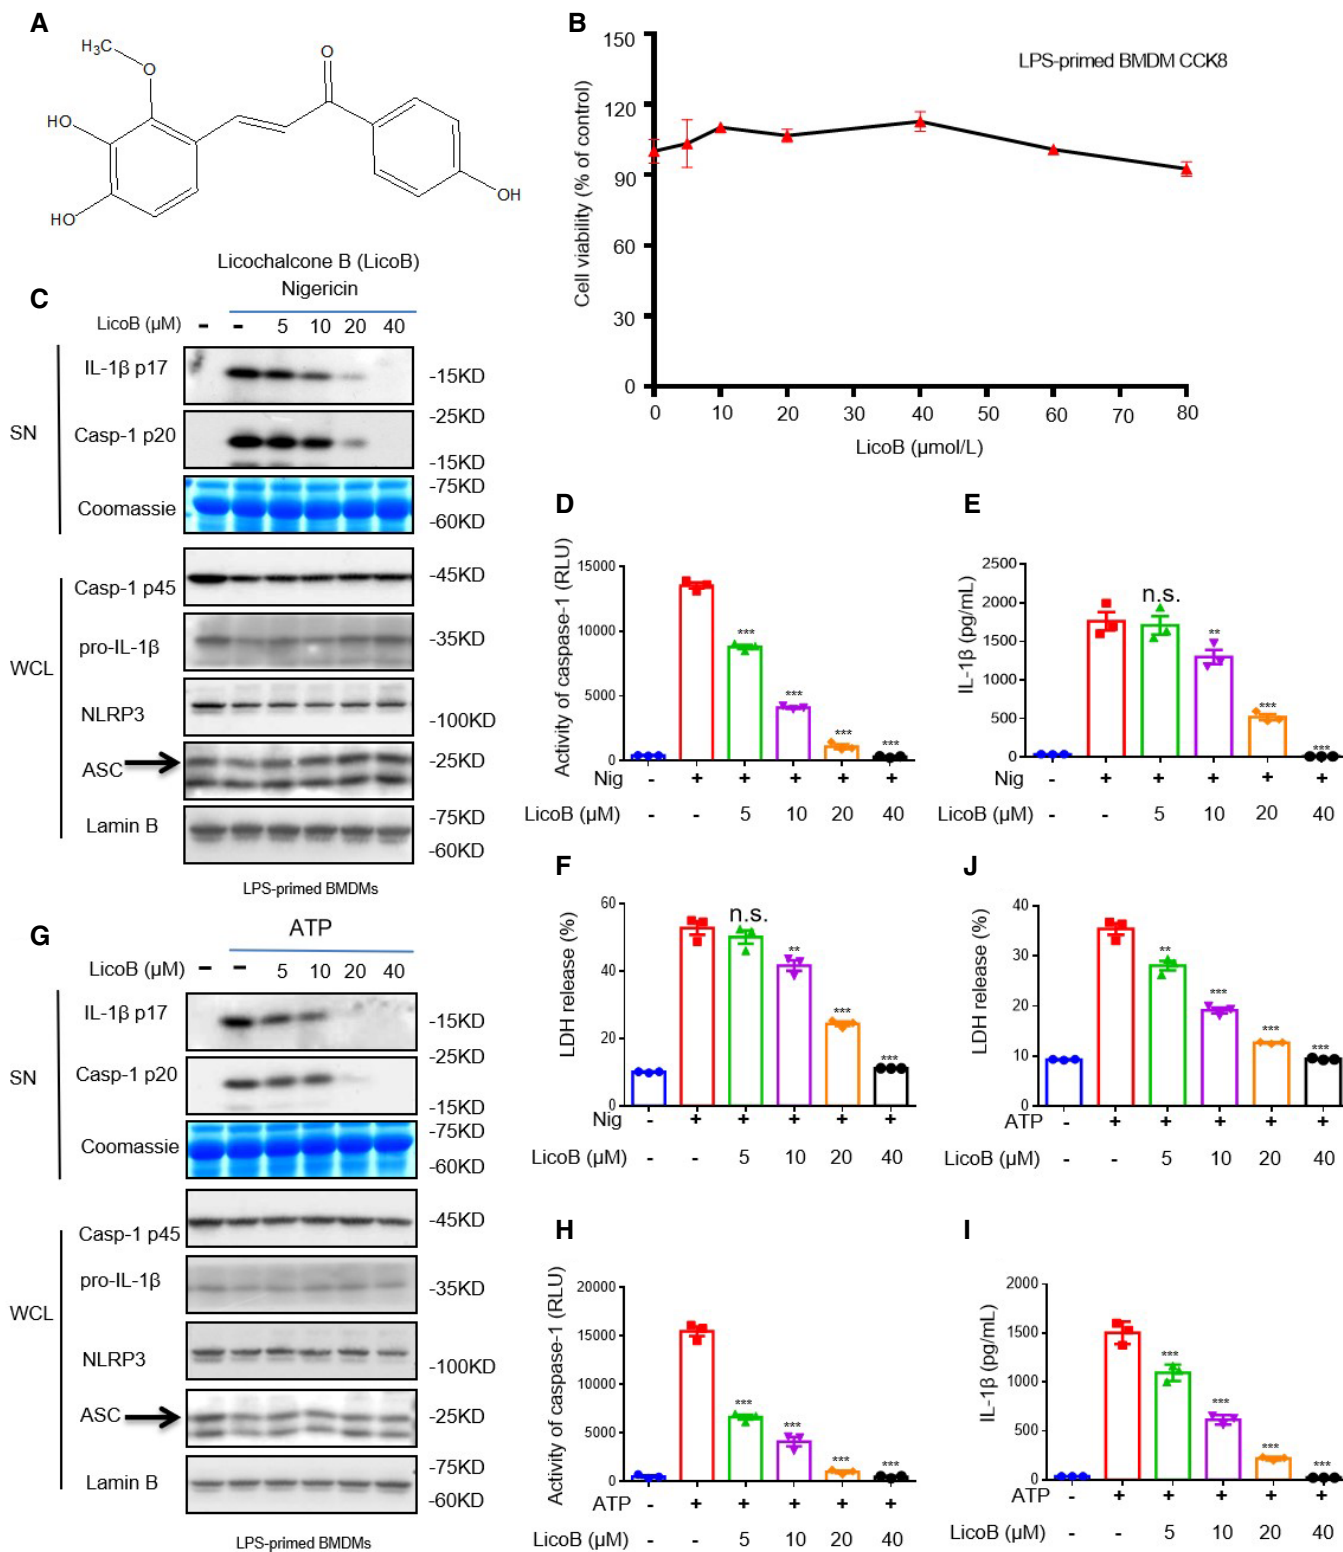 A
H₃C
O
O
HO
HO
OH
Licochalcone B (LicoB)
B
150
120
90
60
30
0
Cell viability (% of control)
LPS-primed BMDM CCK8
0 10 20 30 40 50 60 70 80
LicoB (µmol/L)
C
Nigericin
LicoB (µM) - - 5 10 20 40
SN
IL-1β p17 -15KD
-25KD
Casp-1 p20
-15KD
-75KD
Coomassie
-60KD
WCL
Casp-1 p45 -45KD
pro-IL-1β -35KD
NLRP3 -100KD
ASC -25KD
Lamin B -75KD
-60KD
LPS-primed BMDMs
D
Activity of caspase-1 (RLU)
15000
10000
5000
0
*** *** *** ***
Nig - + + + + +
LicoB (µM) - - 5 10 20 40
E
IL-1β (pg/mL)
2500
2000
1500
1000
500
0
n.s. ** *** ***
Nig - + + + + +
LicoB (µM) - - 5 10 20 40
F
LDH release (%)
60
40
20
0
n.s. ** *** ***
Nig - + + + + +
LicoB (µM) - - 5 10 20 40
J
LDH release (%)
40
30
20
10
0
** *** *** ***
ATP - + + + + +
LicoB (µM) - - 5 10 20 40
G
ATP
LicoB (µM) - - 5 10 20 40
SN
IL-1β p17 -15KD
-25KD
Casp-1 p20
-15KD
-75KD
Coomassie
-60KD
WCL
Casp-1 p45 -45KD
pro-IL-1β -35KD
NLRP3 -100KD
ASC -25KD
Lamin B -75KD
-60KD
LPS-primed BMDMs
H
Activity of caspase-1 (RLU)
20000
15000
10000
5000
0
*** *** *** ***
ATP - + + + + +
LicoB (µM) - - 5 10 20 40
I
IL-1β (pg/mL)
2000
1500
1000
500
0
*** *** *** ***
ATP - + + + + +
LicoB (µM) - - 5 10 20 40